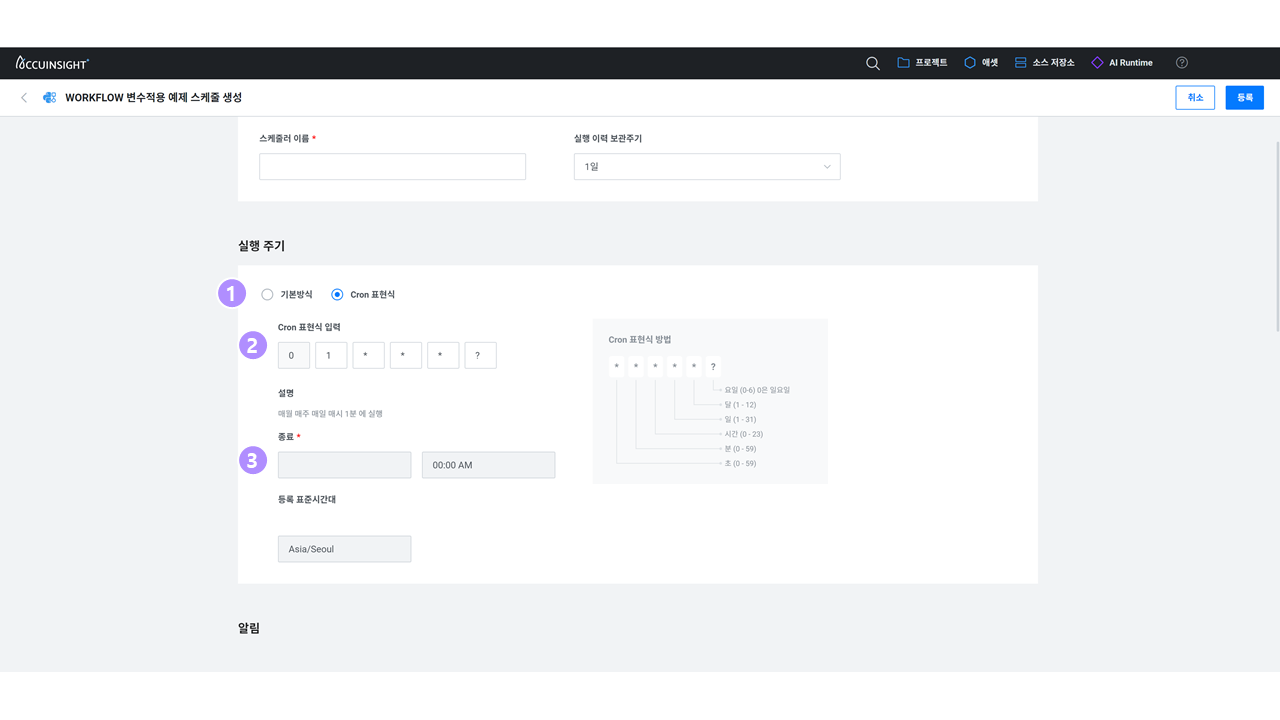 ACCUINSIGHT+
프로젝트 애셋 소스 저장소 AI Runtime ?
WORKFLOW 변수적용 예제 스케줄 생성
취소 등록
스케줄러 이름 * 실행 이력 보관주기
1일
실행 주기
1 기본방식 Cron 표현식
Cron 표현식 입력
2 0 1 * * * ?
설명
매월 매주 매일 매시 1분 에 실행
종료 *
3 00:00 AM
등록 표준시간대
Asia/Seoul
Cron 표현식 방법
* * * * * ?
요일 (0-6) 0은 일요일
달 (1 - 12)
일 (1 - 31)
시간 (0 - 23)
분 (0 - 59)
초 (0 - 59)
알림